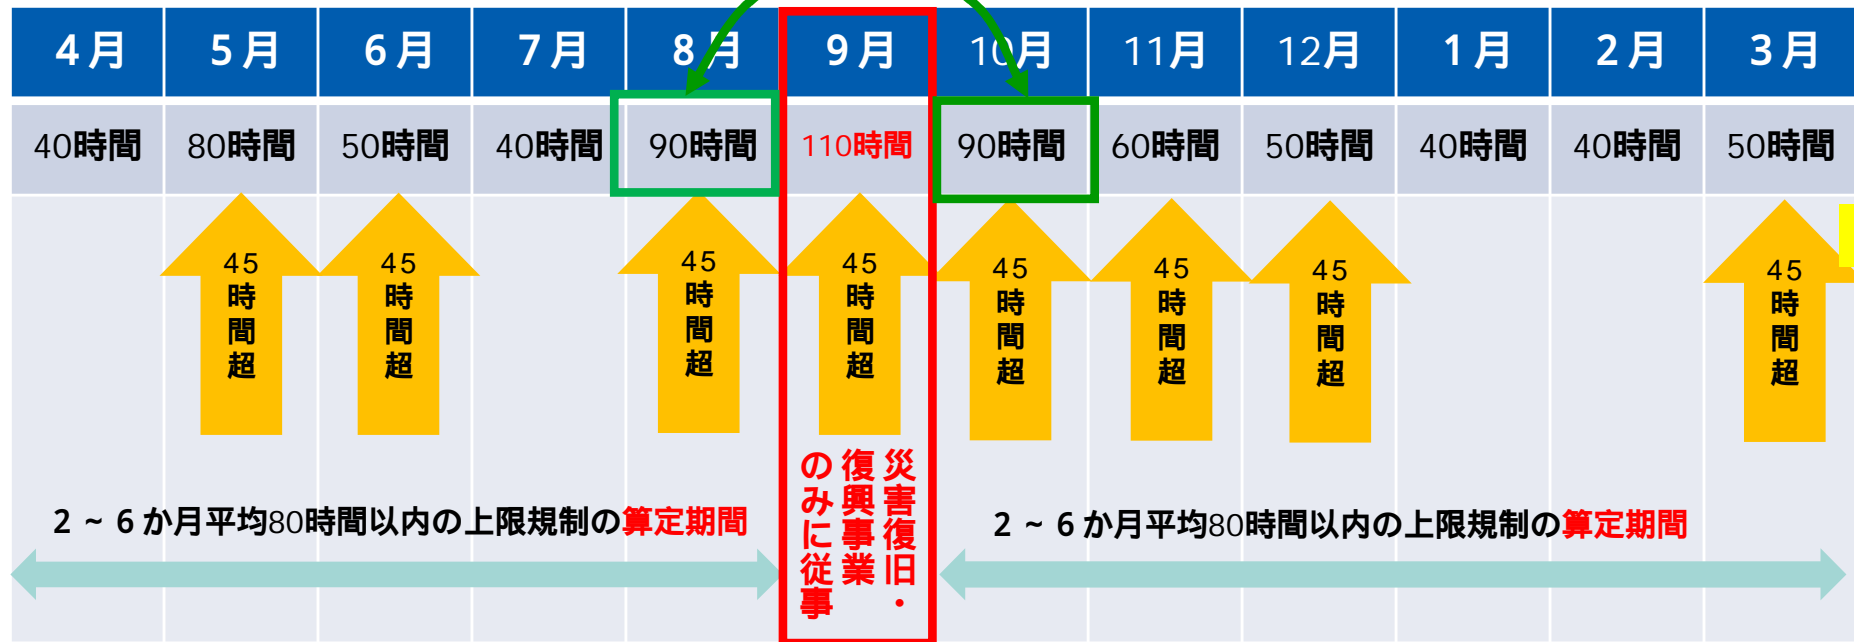 4月 5月 6月 7月 8月 9月 10月 11月 12月 1月 2月 3月
40時間 80時間 50時間 40時間 90時間 110時間 90時間 60時間 50時間 40時間 40時間 50時間
45時間超
45時間超
45時間超
45時間超
45時間超
45時間超
45時間超
45時間超
災害復旧・
復興事業
のみに従事
2~6か月平均80時間以内の上限規制の算定期間
2~6か月平均80時間以内の上限規制の算定期間